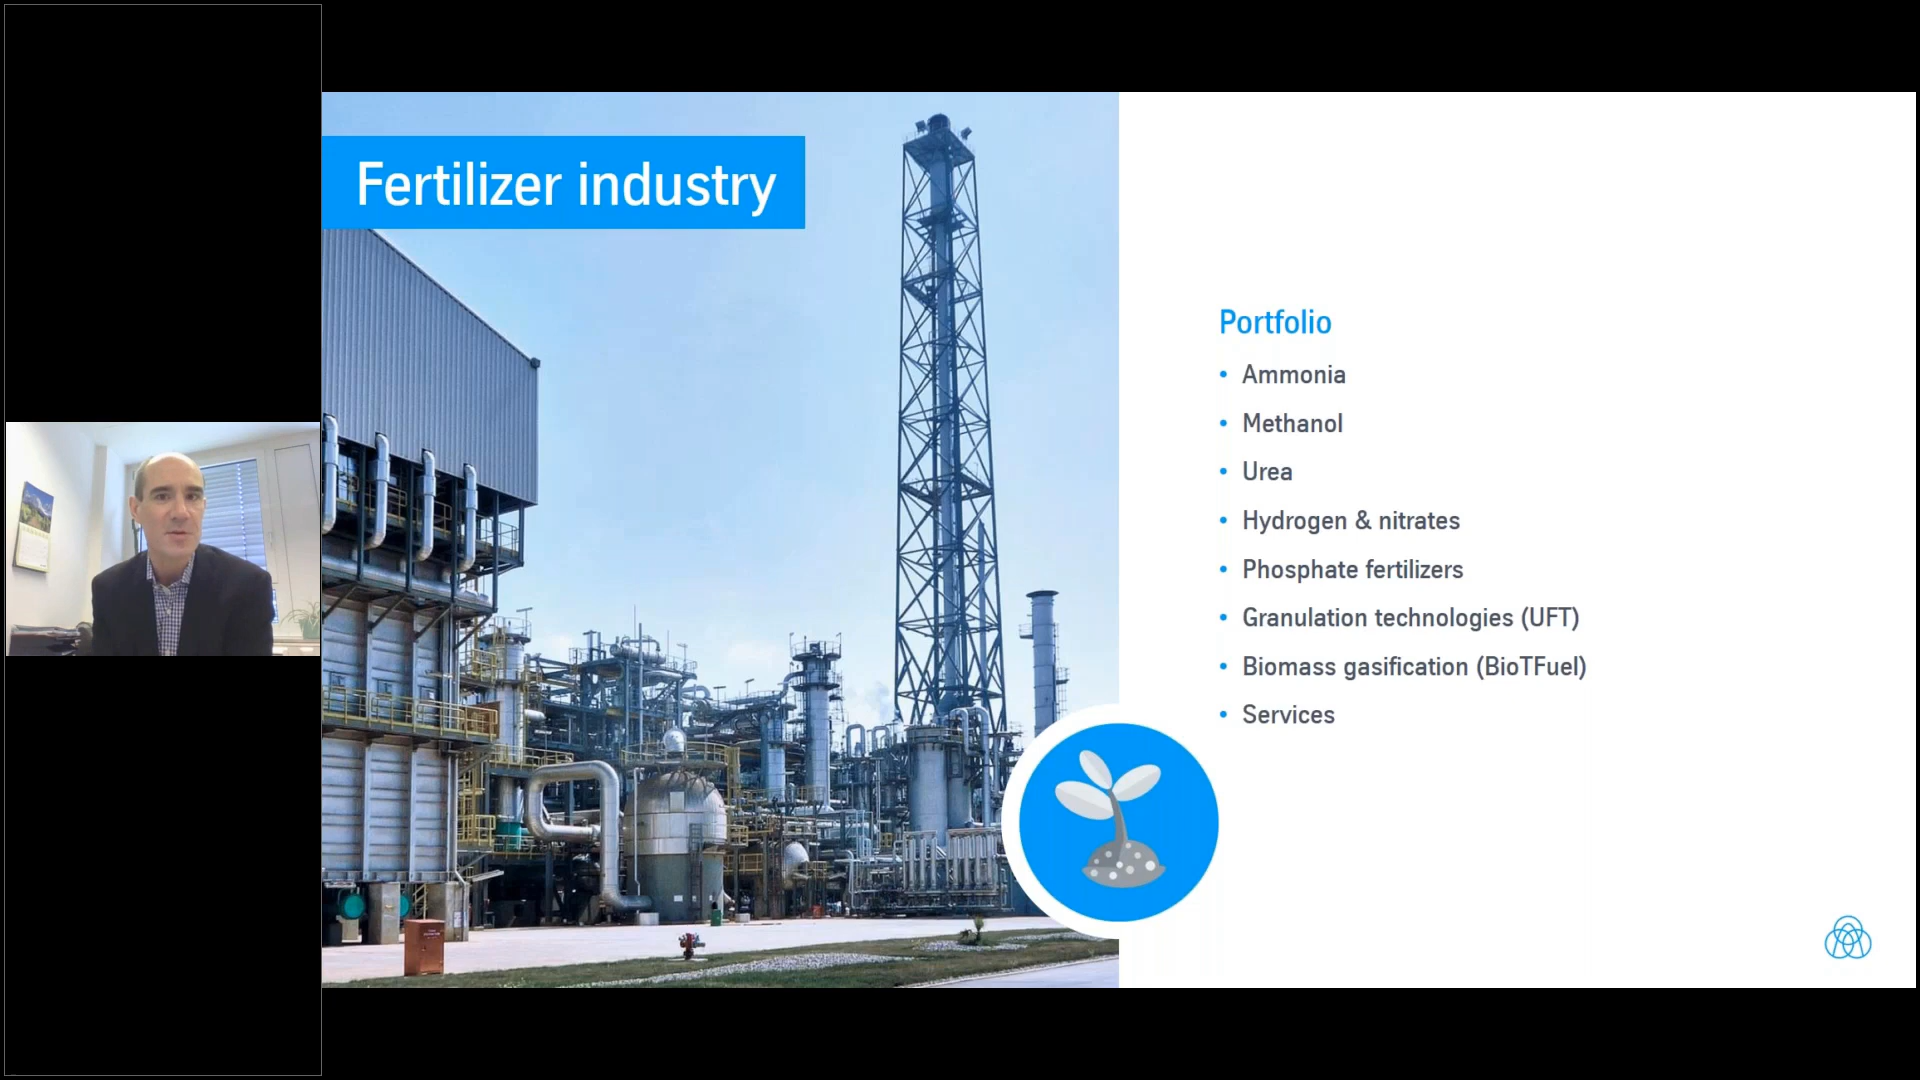 Fertilizer industry
Portfolio
• Ammonia
• Methanol
• Urea
• Hydrogen & nitrates
• Phosphate fertilizers
• Granulation technologies (UFT)
• Biomass gasification (BioTFuel)
• Services